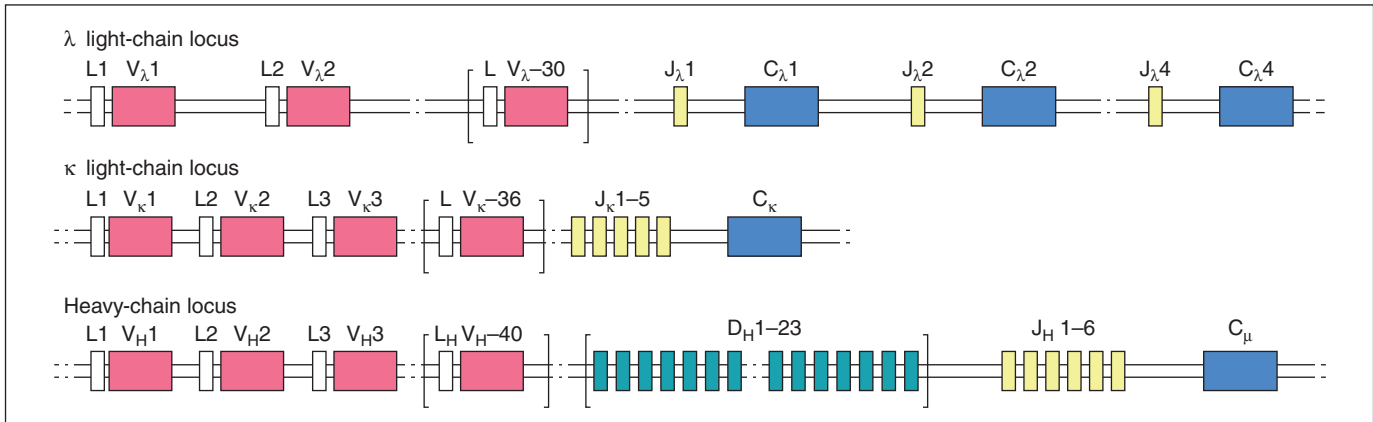 λ light-chain locus
L1 Vλ1 L2 Vλ2 L Vλ–30 Jλ1 Cλ1 Jλ2 Cλ2 Jλ4 Cλ4
κ light-chain locus
L1 Vκ1 L2 Vκ2 L3 Vκ3 L Vκ–36 Jκ1–5 Cκ
Heavy-chain locus
L1 VH1 L2 VH2 L3 VH3 LH VH–40 DH1–23 JH 1–6 Cμ